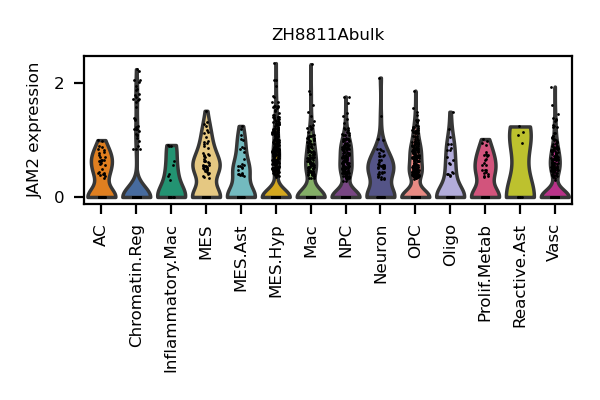 ZH8811Abulk
JAM2 expression
2
0
AC
Chromatin.Reg
Inflammatory.Mac
MES
MES.Ast
MES.Hyp
Mac
NPC
Neuron
OPC
Oligo
Prolif.Metab
Reactive.Ast
Vasc